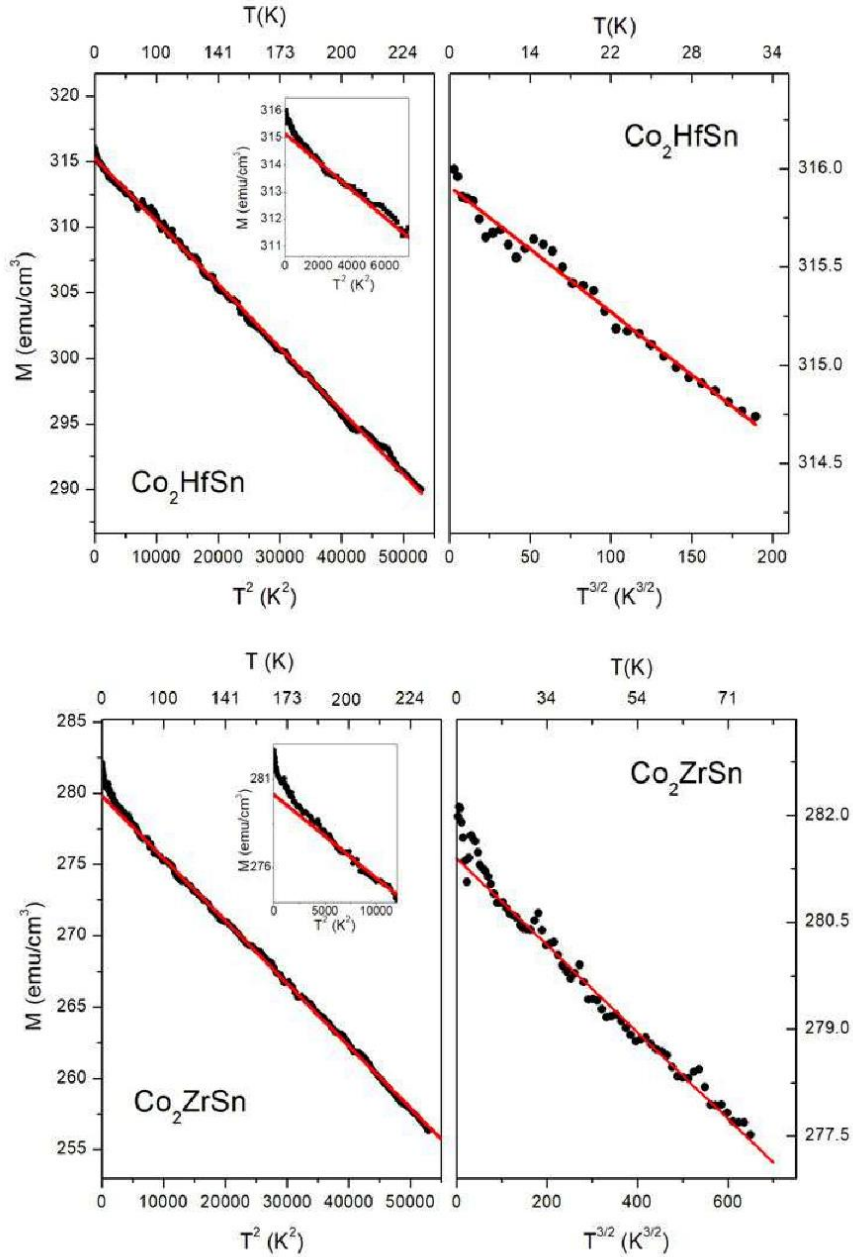 T(K)
0 100 141 173 200 224
M (emu/cm³)
320
315
310
305
300
295
290
316
315
314
313
312
311
M (emu/cm³)
0 2000 4000 6000
T² (K²)
Co₂HfSn
0 10000 20000 30000 40000 50000
T² (K²)
T(K)
0 14 22 28 34
Co₂HfSn
316.0
315.5
315.0
314.5
0 50 100 150 200
T³/² (K³/²)
T (K)
0 100 141 173 200 224
M (emu/cm³)
285
280
275
270
265
260
255
281
276
M (emu/cm³)
0 5000 10000
T² (K²)
Co₂ZrSn
0 10000 20000 30000 40000 50000
T² (K²)
T(K)
0 34 54 71
Co₂ZrSn
282.0
280.5
279.0
277.5
0 200 400 600
T³/² (K³/²)